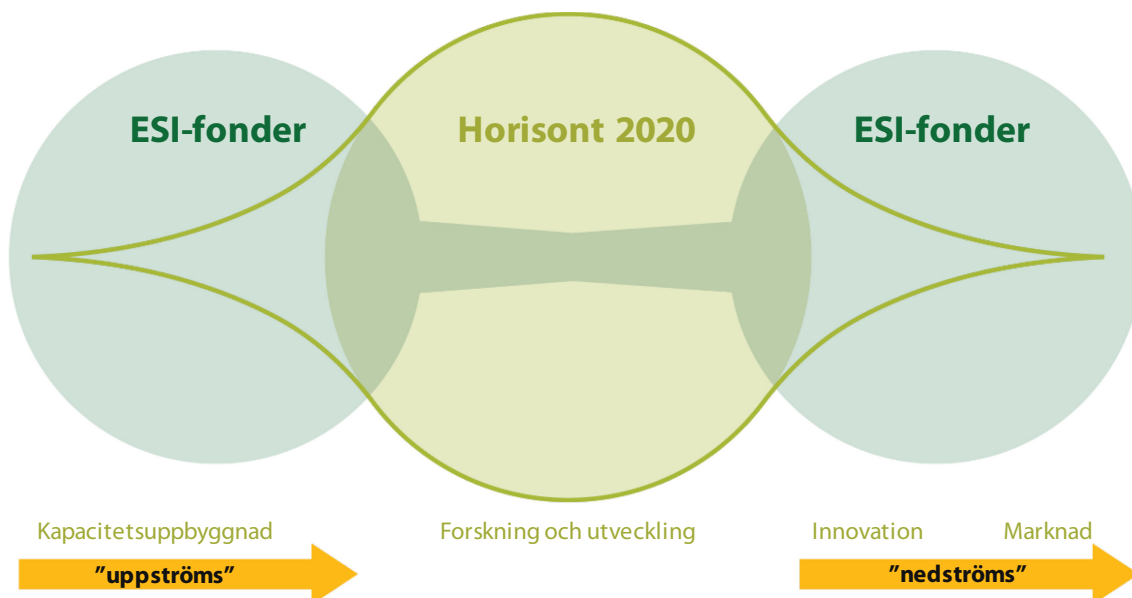 ESI-fonder
Horisont 2020
ESI-fonder
Kapacitetsuppbyggnad
Forskning och utveckling
Innovation
Marknad
”uppströms”
”nedströms”